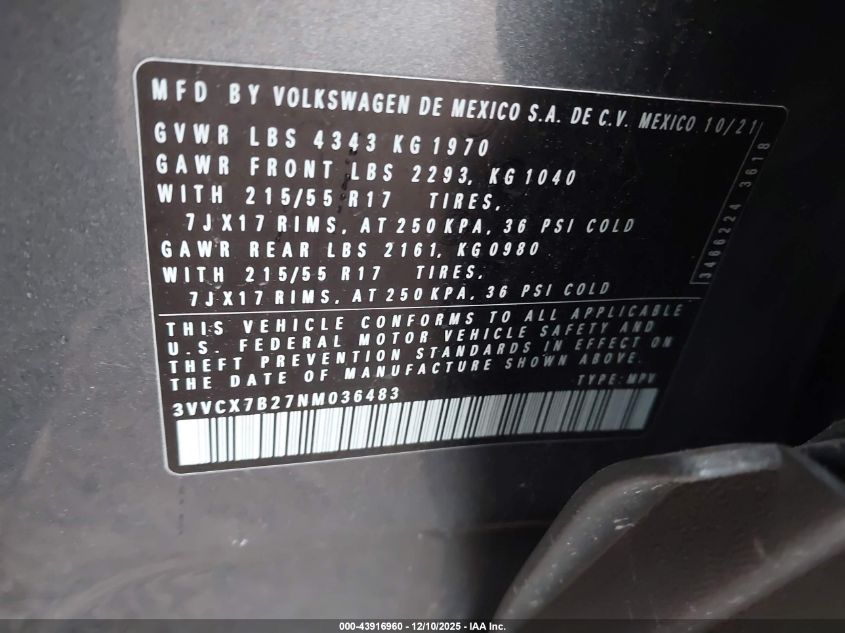 MFD BY VOLKSWAGEN DE MEXICO S.A. DE C.V. MEXICO 10/21
GVWR LBS 4343 KG 1970
GAWR FRONT LBS 2293, KG 1040
WITH 215/55 R17 TIRES,
7JX17 RIMS, AT 250 KPA, 36 PSI COLD
GAWR REAR LBS 2161, KG0980
WITH 215/55 R17 TIRES,
7JX17 RIMS, AT 250 KPA, 36 PSI COLD
THIS VEHICLE CONFORMS TO ALL APPLICABLE
U.S. FEDERAL MOTOR VEHICLE SAFETY AND
THEFT PREVENTION STANDARDS IN EFFECT ON
THE DATE OF MANUFACTURE SHOWN ABOVE.
TYPE: MPV
3VVCX7B27NM036483
3466224 3618
000-43916960 - 12/10/2025 - IAA Inc.